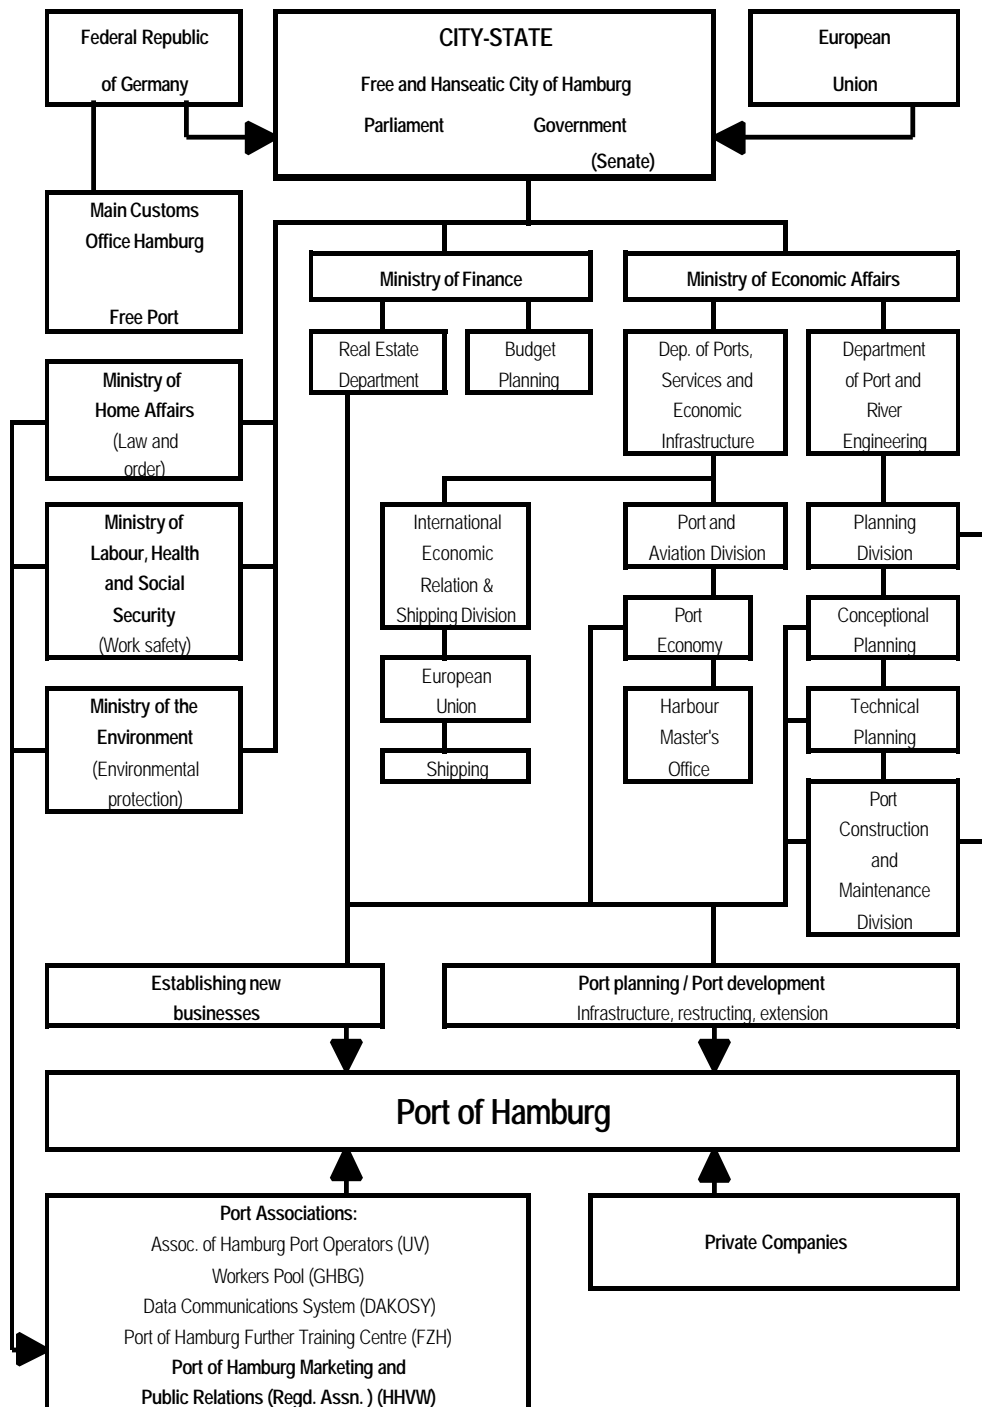 Federal Republic
of Germany
CITY-STATE
Free and Hanseatic City of Hamburg
Parliament Government
(Senate)
European
Union
Main Customs
Office Hamburg
Free Port
Ministry of Finance
Ministry of Economic Affairs
Real Estate
Department
Budget
Planning
Dep. of Ports,
Services and
Economic
Infrastructure
Department
of Port and
River
Engineering
Ministry of
Home Affairs
(Law and
order)
Ministry of
Labour, Health
and Social
Security
(Work safety)
Ministry of the
Environment
(Environmental
protection)
International
Economic
Relation &
Shipping Division
European
Union
Shipping
Port and
Aviation Division
Port
Economy
Harbour
Master's
Office
Planning
Division
Conceptional
Planning
Technical
Planning
Port
Construction
and
Maintenance
Division
Establishing new
businesses
Port planning / Port development
Infrastructure, restructing, extension
Port of Hamburg
Port Associations:
Assoc. of Hamburg Port Operators (UV)
Workers Pool (GHBG)
Data Communications System (DAKOSY)
Port of Hamburg Further Training Centre (FZH)
Port of Hamburg Marketing and
Public Relations (Regd. Assn. ) (HHVW)
Private Companies